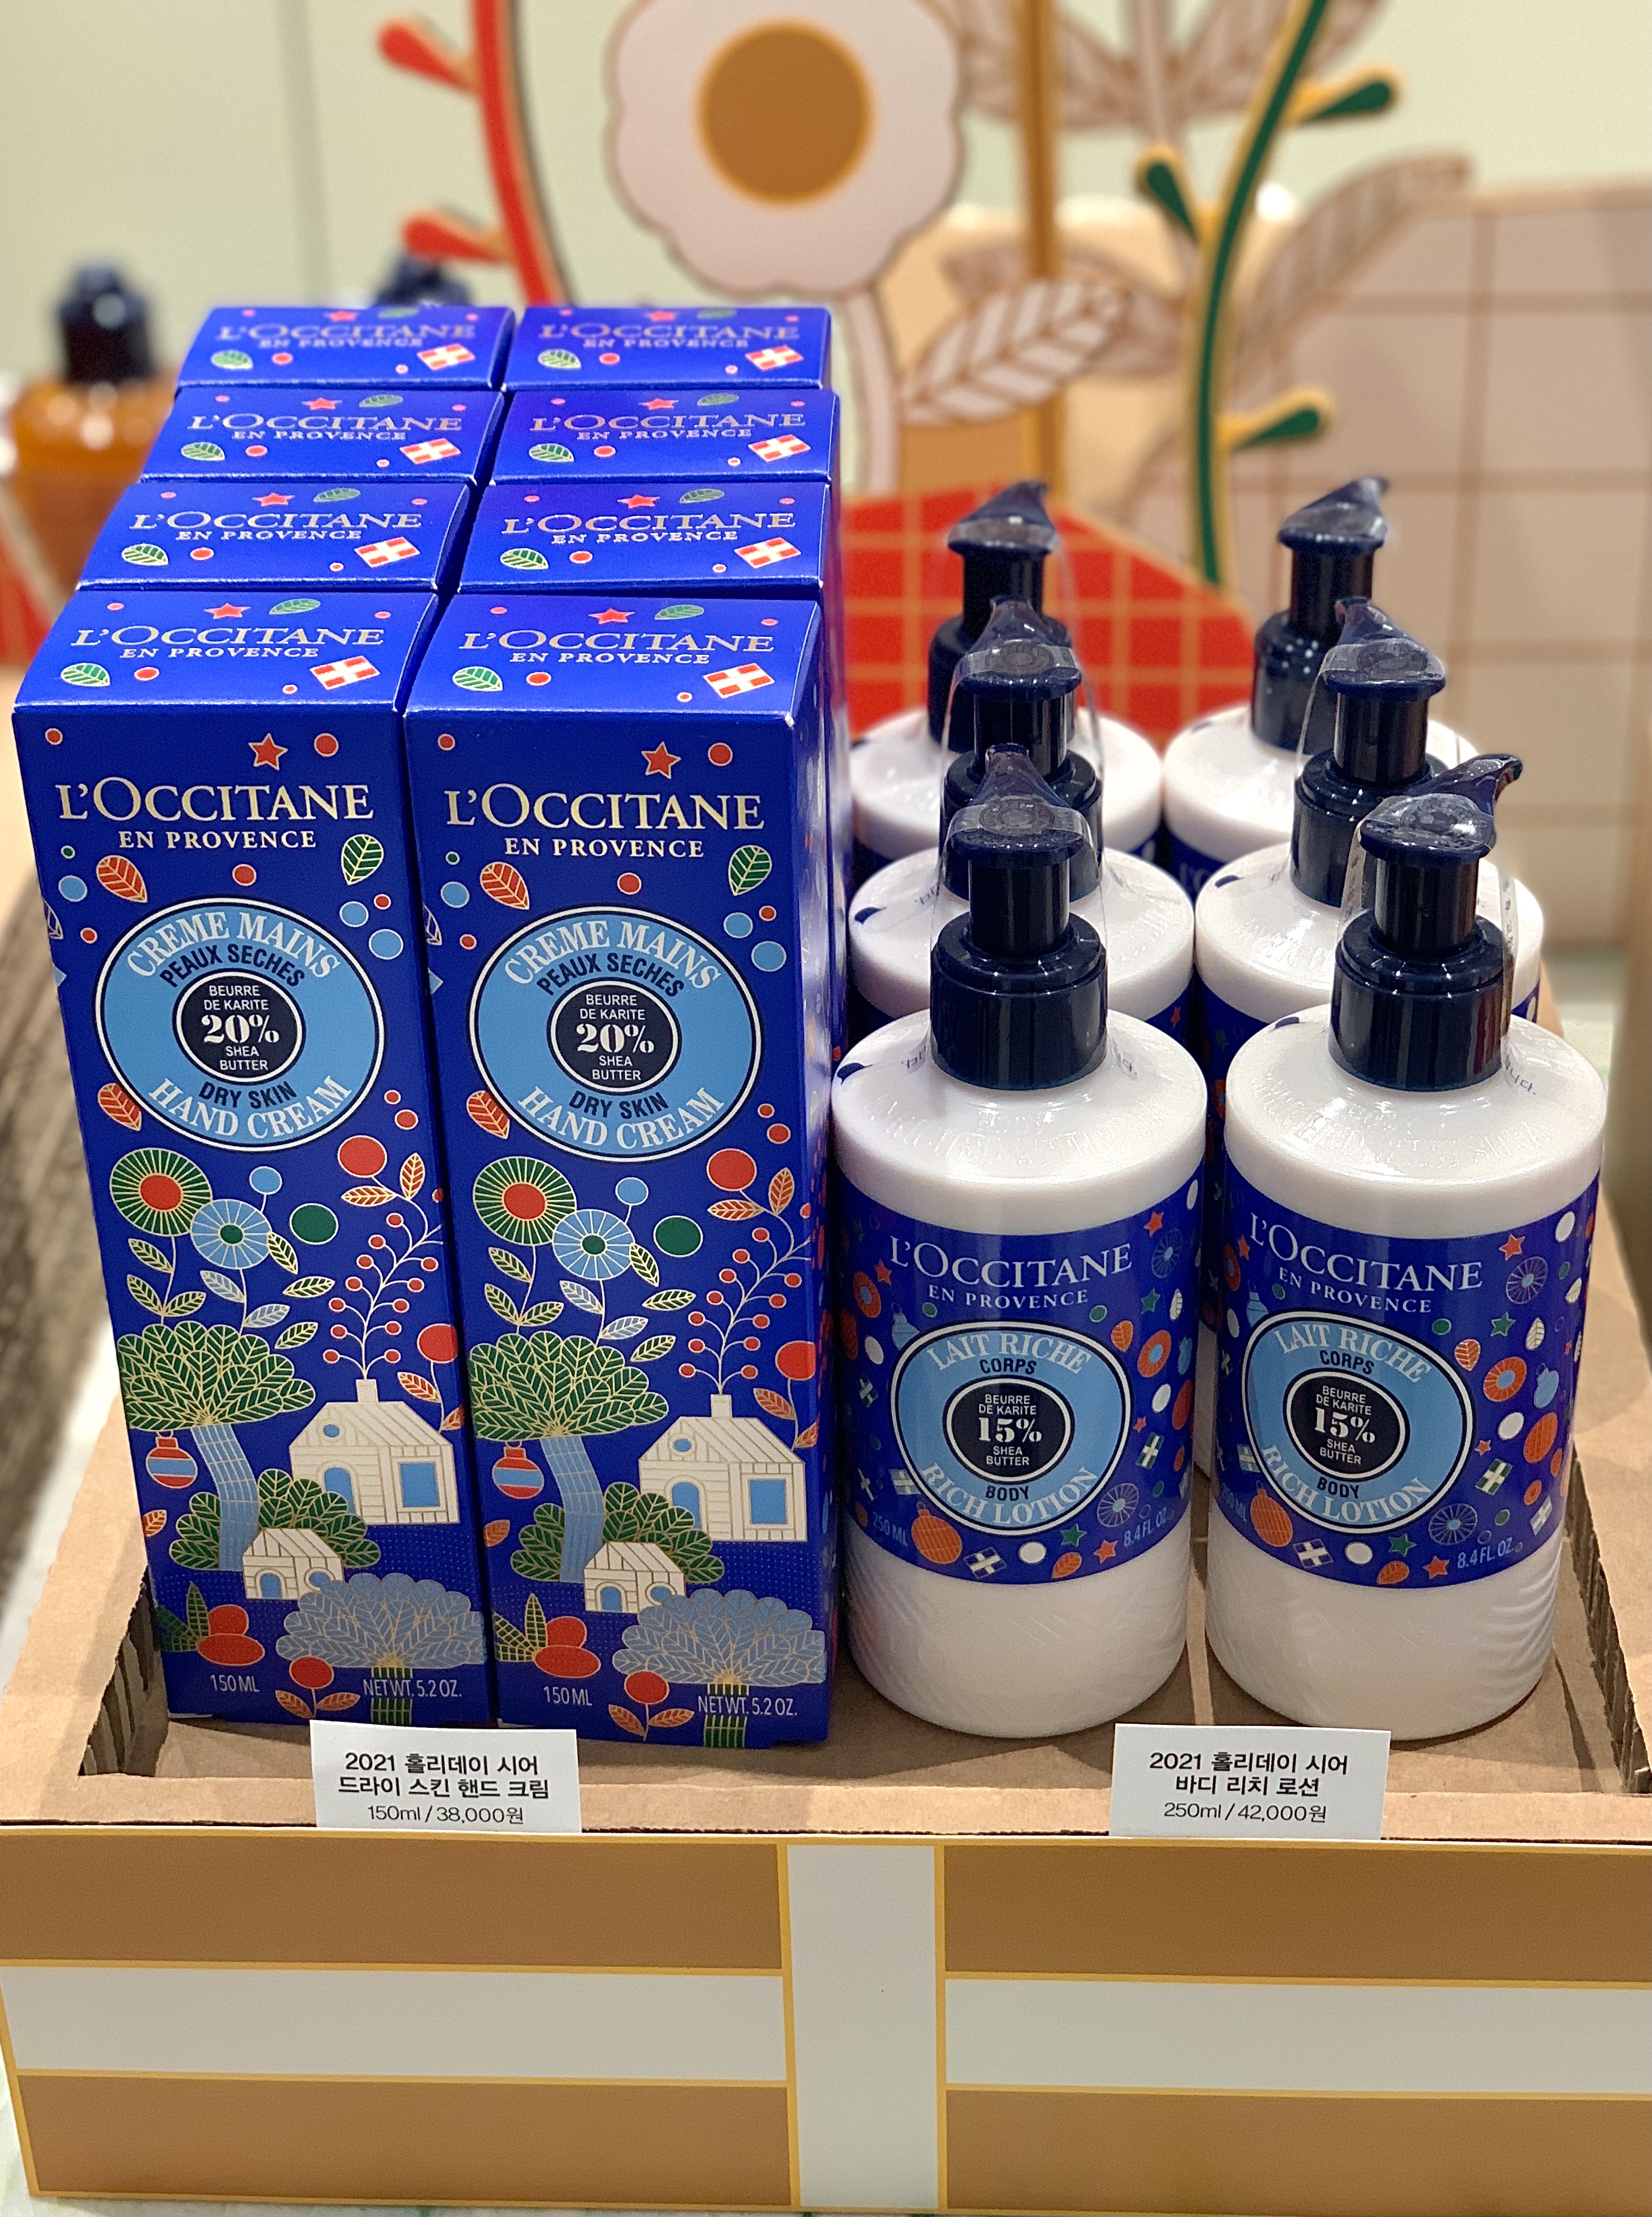 L'OCCITANE
EN PROVENCE
L'OCCITANE
EN PROVENCE
L'OCCITANE
EN PROVENCE
L'OCCITANE
EN PROVENCE
L'OCCITANE
EN PROVENCE
L'OCCITANE
EN PROVENCE
L'OCCITANE
EN PROVENCE
L'OCCITANE
EN PROVENCE
L'OCCITANE
EN PROVENCE
CREME MAINS
PEAUX SECHES
BEURRE
DE KARITE
20%
SHEA
BUTTER
DRY SKIN
HAND CREAM
150 ML
NET WT. 5.2 OZ.
L'OCCITANE
EN PROVENCE
CREME MAINS
PEAUX SECHES
BEURRE
DE KARITE
20%
SHEA
BUTTER
DRY SKIN
HAND CREAM
150 ML
NET WT. 5.2 OZ.
L'OCCITANE
EN PROVENCE
LAIT RICHE
CORPS
BEURRE
DE KARITE
15%
SHEA
BUTTER
BODY
RICH LOTION
250 ML
8.4 FL. OZ.
L'OCCITANE
EN PROVENCE
LAIT RICHE
CORPS
BEURRE
DE KARITE
15%
SHEA
BUTTER
BODY
RICH LOTION
8.4 FL. OZ.
2021 홀리데이 시어
드라이 스킨 핸드 크림
150ml / 38,000원
2021 홀리데이 시어
바디 리치 로션
250ml / 42,000원